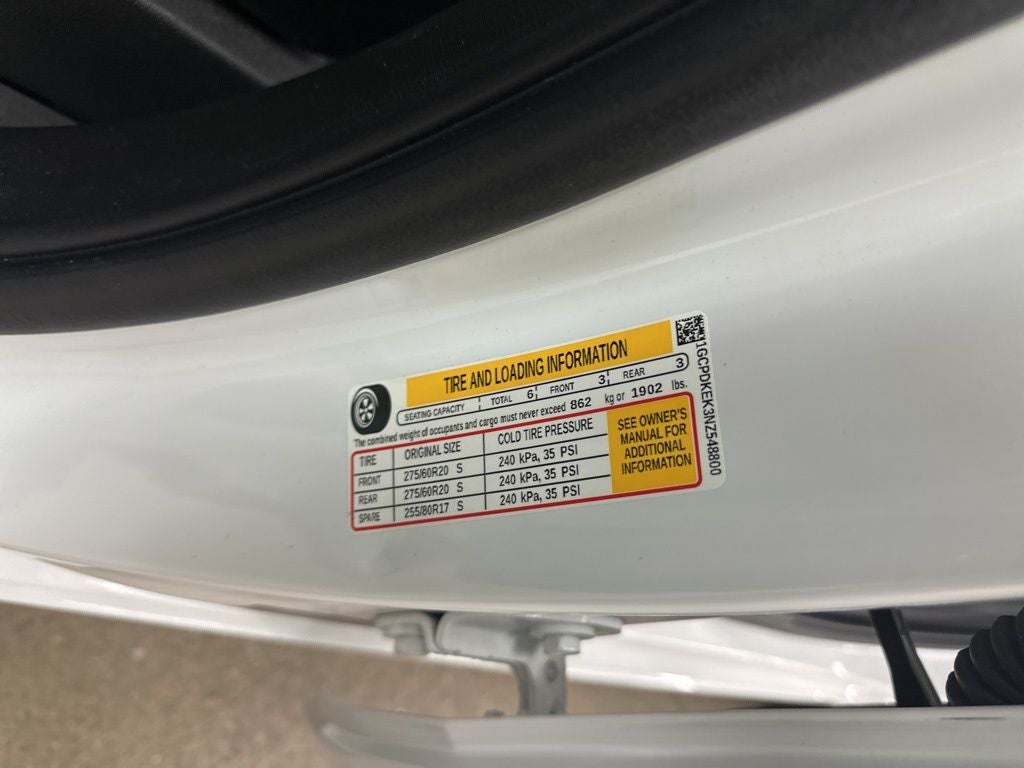 TIRE AND LOADING INFORMATION
SEATING CAPACITY TOTAL 6 FRONT 3 REAR 3
The combined weight of occupants and cargo must never exceed 862 kg or 1902 lbs.
TIRE ORIGINAL SIZE COLD TIRE PRESSURE
FRONT 275/60R20 S 240 kPa, 35 PSI
REAR 275/60R20 S 240 kPa, 35 PSI
SPARE 255/80R17 S 240 kPa, 35 PSI
SEE OWNER'S
MANUAL FOR
ADDITIONAL
INFORMATION
1GCPDKEK3NZ548800